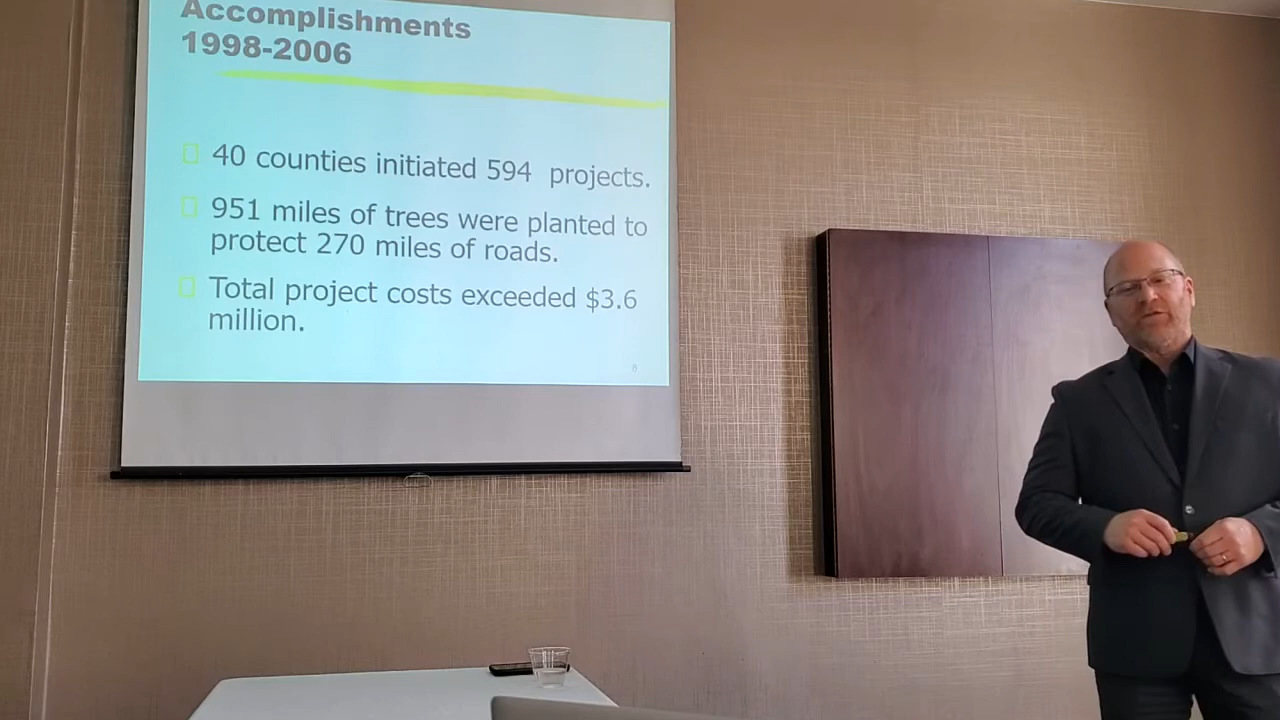 Accomplishments
1998-2006
40 counties initiated 594 projects.
951 miles of trees were planted to
protect 270 miles of roads.
Total project costs exceeded $3.6
million.
8